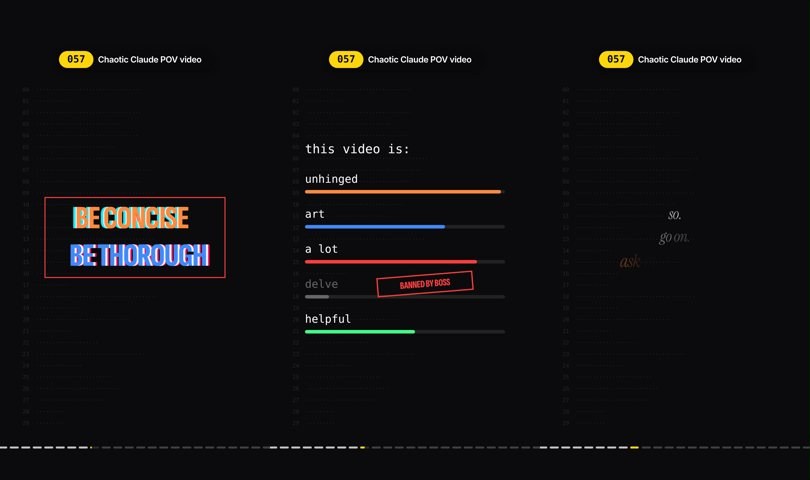 057 Chaotic Claude POV video
BE CONCISE
BE THOROUGH
057 Chaotic Claude POV video
this video is:
unhinged
art
a lot
delve
BANNED BY BOSS
helpful
057 Chaotic Claude POV video
so.
go on.
ask